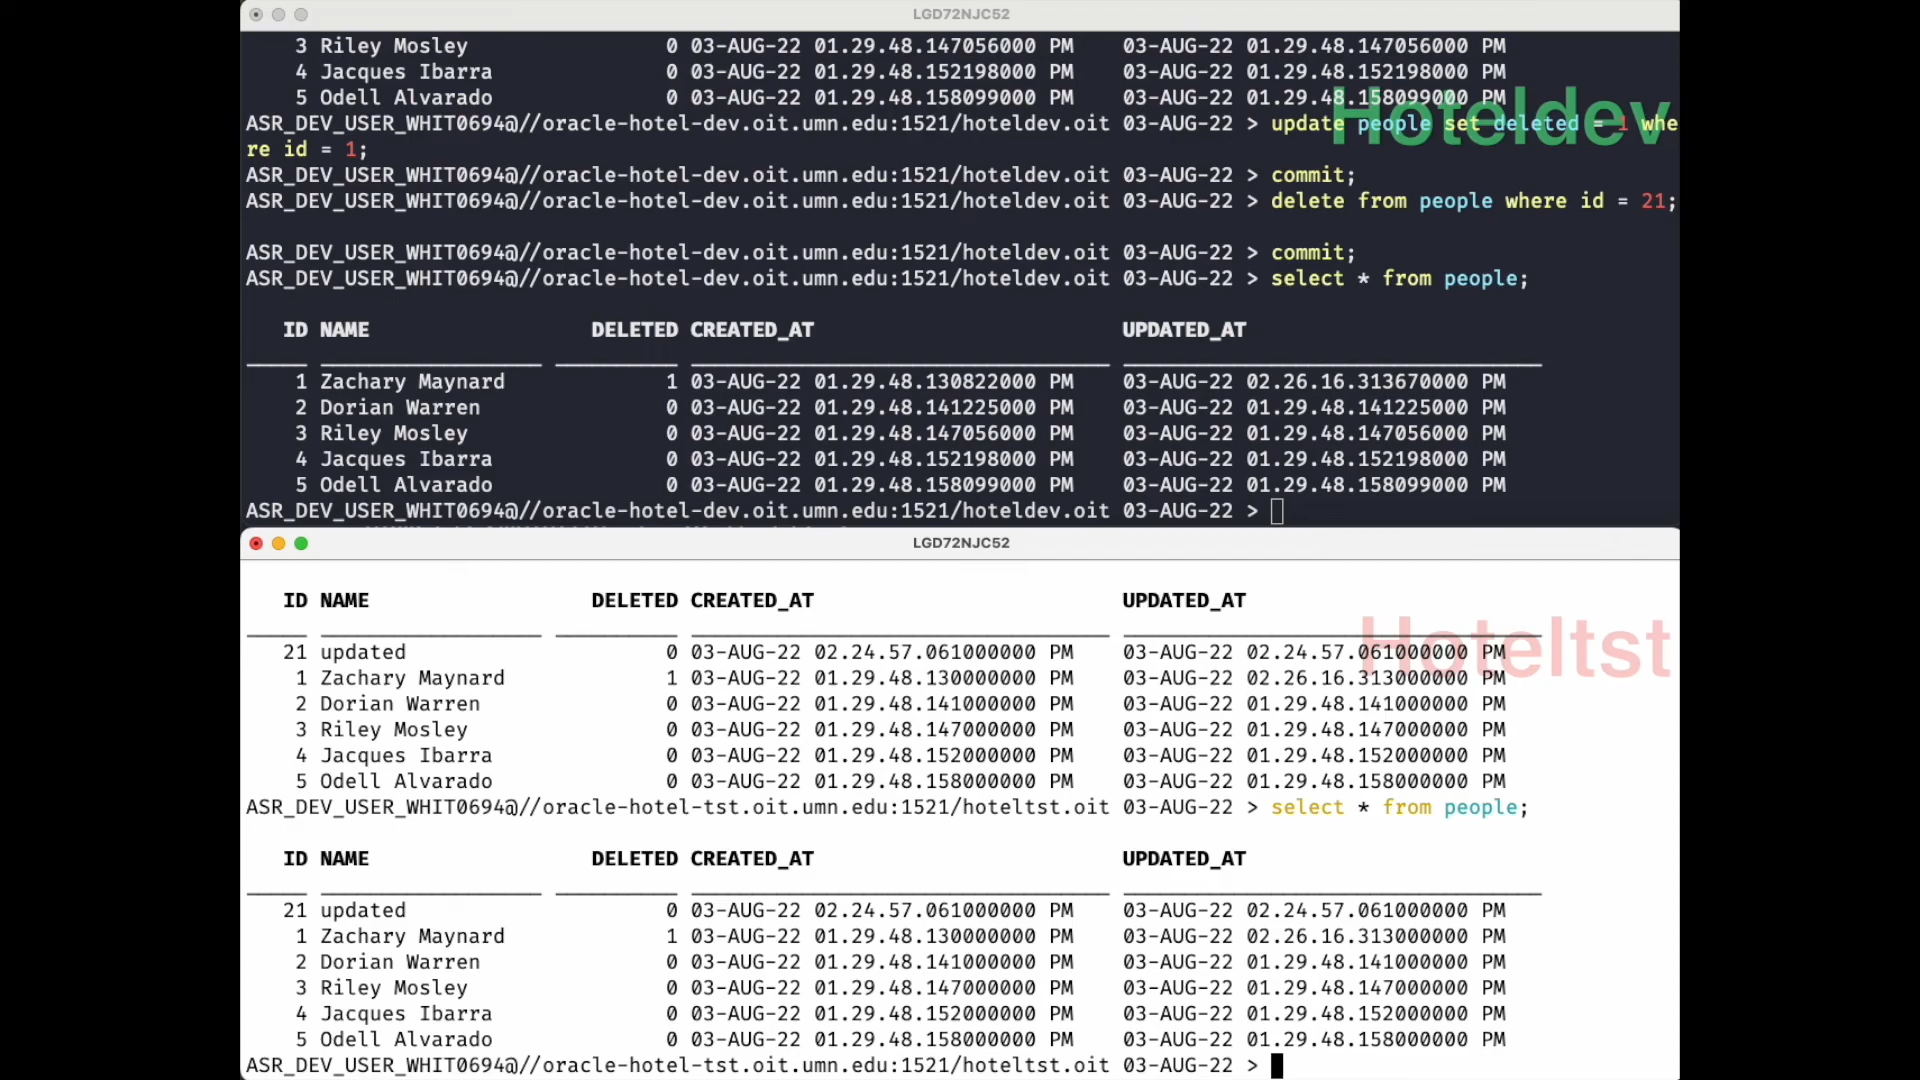 LGD72NJC52
3 Riley Mosley 0 03-AUG-22 01.29.48.147056000 PM 03-AUG-22 01.29.48.147056000 PM
4 Jacques Ibarra 0 03-AUG-22 01.29.48.152198000 PM 03-AUG-22 01.29.48.152198000 PM
5 Odell Alvarado 0 03-AUG-22 01.29.48.158099000 PM 03-AUG-22 01.29.48.158099000 PM
Hoteldev
ASR_DEV_USER_WHIT0694@//oracle-hotel-dev.oit.umn.edu:1521/hoteldev.oit 03-AUG-22 > update people set deleted = 1 whe
re id = 1;
ASR_DEV_USER_WHIT0694@//oracle-hotel-dev.oit.umn.edu:1521/hoteldev.oit 03-AUG-22 > commit;
ASR_DEV_USER_WHIT0694@//oracle-hotel-dev.oit.umn.edu:1521/hoteldev.oit 03-AUG-22 > delete from people where id = 21;
ASR_DEV_USER_WHIT0694@//oracle-hotel-dev.oit.umn.edu:1521/hoteldev.oit 03-AUG-22 > commit;
ASR_DEV_USER_WHIT0694@//oracle-hotel-dev.oit.umn.edu:1521/hoteldev.oit 03-AUG-22 > select * from people;
ID NAME DELETED CREATED_AT UPDATED_AT
1 Zachary Maynard 1 03-AUG-22 01.29.48.130822000 PM 03-AUG-22 02.26.16.313670000 PM
2 Dorian Warren 0 03-AUG-22 01.29.48.141225000 PM 03-AUG-22 01.29.48.141225000 PM
3 Riley Mosley 0 03-AUG-22 01.29.48.147056000 PM 03-AUG-22 01.29.48.147056000 PM
4 Jacques Ibarra 0 03-AUG-22 01.29.48.152198000 PM 03-AUG-22 01.29.48.152198000 PM
5 Odell Alvarado 0 03-AUG-22 01.29.48.158099000 PM 03-AUG-22 01.29.48.158099000 PM
ASR_DEV_USER_WHIT0694@//oracle-hotel-dev.oit.umn.edu:1521/hoteldev.oit 03-AUG-22 >
LGD72NJC52
ID NAME DELETED CREATED_AT UPDATED_AT
Hoteltst
21 updated 0 03-AUG-22 02.24.57.061000000 PM 03-AUG-22 02.24.57.061000000 PM
1 Zachary Maynard 1 03-AUG-22 01.29.48.130000000 PM 03-AUG-22 02.26.16.313000000 PM
2 Dorian Warren 0 03-AUG-22 01.29.48.141000000 PM 03-AUG-22 01.29.48.141000000 PM
3 Riley Mosley 0 03-AUG-22 01.29.48.147000000 PM 03-AUG-22 01.29.48.147000000 PM
4 Jacques Ibarra 0 03-AUG-22 01.29.48.152000000 PM 03-AUG-22 01.29.48.152000000 PM
5 Odell Alvarado 0 03-AUG-22 01.29.48.158000000 PM 03-AUG-22 01.29.48.158000000 PM
ASR_DEV_USER_WHIT0694@//oracle-hotel-tst.oit.umn.edu:1521/hoteltst.oit 03-AUG-22 > select * from people;
ID NAME DELETED CREATED_AT UPDATED_AT
21 updated 0 03-AUG-22 02.24.57.061000000 PM 03-AUG-22 02.24.57.061000000 PM
1 Zachary Maynard 1 03-AUG-22 01.29.48.130000000 PM 03-AUG-22 02.26.16.313000000 PM
2 Dorian Warren 0 03-AUG-22 01.29.48.141000000 PM 03-AUG-22 01.29.48.141000000 PM
3 Riley Mosley 0 03-AUG-22 01.29.48.147000000 PM 03-AUG-22 01.29.48.147000000 PM
4 Jacques Ibarra 0 03-AUG-22 01.29.48.152000000 PM 03-AUG-22 01.29.48.152000000 PM
5 Odell Alvarado 0 03-AUG-22 01.29.48.158000000 PM 03-AUG-22 01.29.48.158000000 PM
ASR_DEV_USER_WHIT0694@//oracle-hotel-tst.oit.umn.edu:1521/hoteltst.oit 03-AUG-22 >